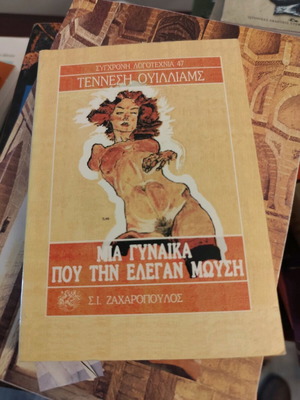 ΣΥΓΧΡΟΝΗ ΛΟΓΟΤΕΧΝΙΑ 47
ΤΕΝΝΕΣΗ ΟΥΙΛΛΙΑΜΣ
ΜΙΑ ΓΥΝΑΙΚΑ
ΠΟΥ ΤΗΝ ΕΛΕΓΑΝ ΜΩΥΣΗ
Σ.Ι. ΖΑΧΑΡΟΠΟΥΛΟΣ